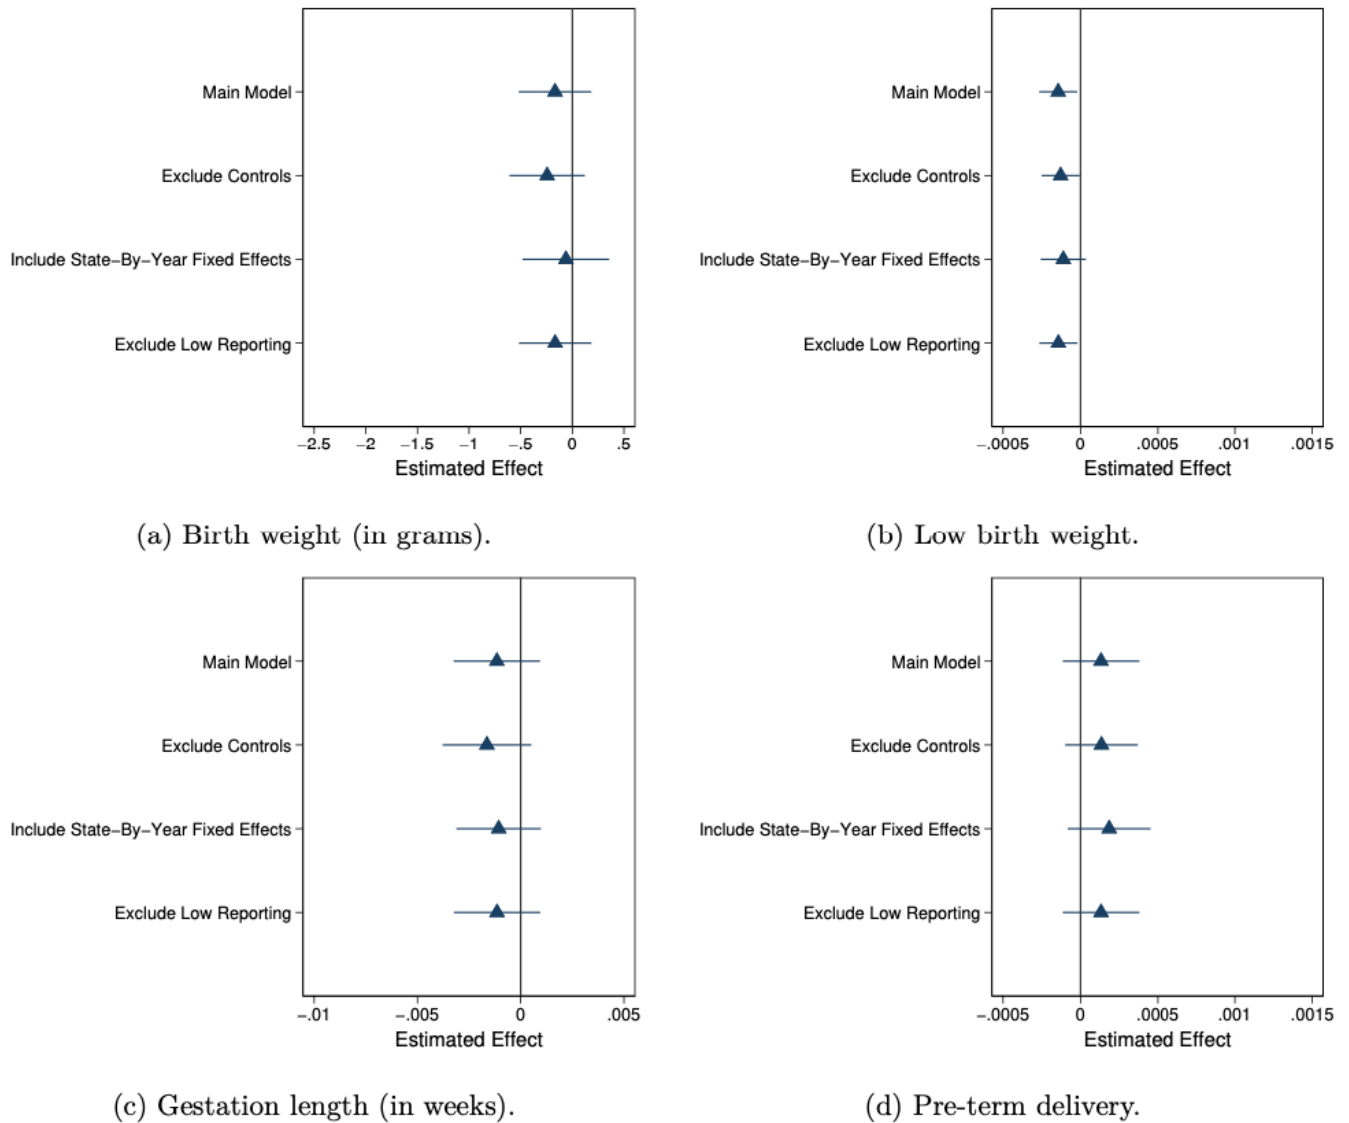 Main Model
Exclude Controls
Include State–By–Year Fixed Effects
Exclude Low Reporting
–2.5 –2 –1.5 –1 –.5 0 .5
Estimated Effect
(a) Birth weight (in grams).
Main Model
Exclude Controls
Include State–By–Year Fixed Effects
Exclude Low Reporting
–.0005 0 .0005 .001 .0015
Estimated Effect
(b) Low birth weight.
Main Model
Exclude Controls
Include State–By–Year Fixed Effects
Exclude Low Reporting
–.01 –.005 0 .005
Estimated Effect
(c) Gestation length (in weeks).
Main Model
Exclude Controls
Include State–By–Year Fixed Effects
Exclude Low Reporting
–.0005 0 .0005 .001 .0015
Estimated Effect
(d) Pre-term delivery.